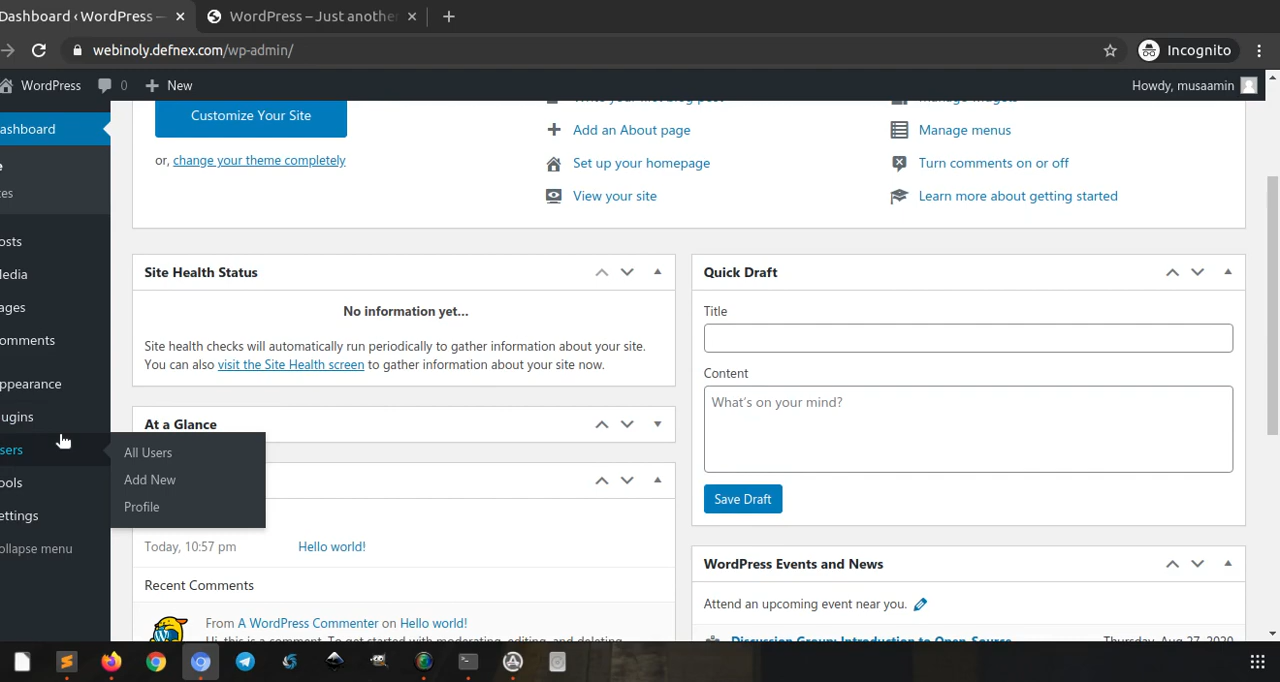 Dashboard ‹ WordPress —
WordPress – Just another
webinoly.defnex.com/wp-admin/
Incognito
WordPress
0
New
Howdy, musaamin
ashboard
Customize Your Site
or, change your theme completely
Add an About page
Set up your homepage
View your site
Manage menus
Turn comments on or off
Learn more about getting started
e
es
osts
edia
ages
omments
ppearance
ugins
sers
ools
ettings
ollapse menu
All Users
Add New
Profile
Site Health Status
No information yet...
Site health checks will automatically run periodically to gather information about your site.
You can also visit the Site Health screen to gather information about your site now.
At a Glance
Today, 10:57 pm
Hello world!
Recent Comments
From A WordPress Commenter on Hello world!
Hi, this is a comment. To get started with moderating, editing, and deleting
Quick Draft
Title
Content
What's on your mind?
Save Draft
WordPress Events and News
Attend an upcoming event near you.
Discussion Group: Introduction to Open Source
Thursday, Aug 27, 2020